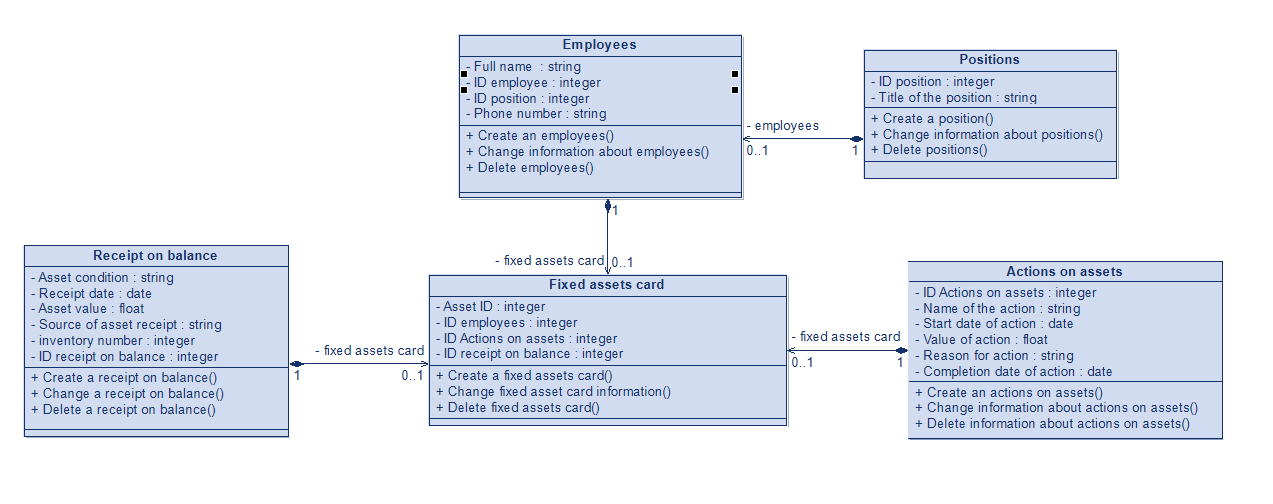 Employees
- Full name : string
- ID employee : integer
- ID position : integer
- Phone number : string
+ Create an employees()
+ Change information about employees()
+ Delete employees()
Positions
- ID position : integer
- Title of the position : string
+ Create a position()
+ Change information about positions()
+ Delete positions()
- employees
0..1
1
1
- fixed assets card
0..1
Receipt on balance
- Asset condition : string
- Receipt date : date
- Asset value : float
- Source of asset receipt : string
- inventory number : integer
- ID receipt on balance : integer
+ Create a receipt on balance()
+ Change a receipt on balance()
+ Delete a receipt on balance()
- fixed assets card
1
0..1
Fixed assets card
- Asset ID : integer
- ID employees : integer
- ID Actions on assets : integer
- ID receipt on balance : integer
+ Create a fixed assets card()
+ Change fixed asset card information()
+ Delete fixed assets card()
- fixed assets card
0..1
1
Actions on assets
- ID Actions on assets : integer
- Name of the action : string
- Start date of action : date
- Value of action : float
- Reason for action : string
- Completion date of action : date
+ Create an actions on assets()
+ Change information about actions on assets()
+ Delete information about actions on assets()